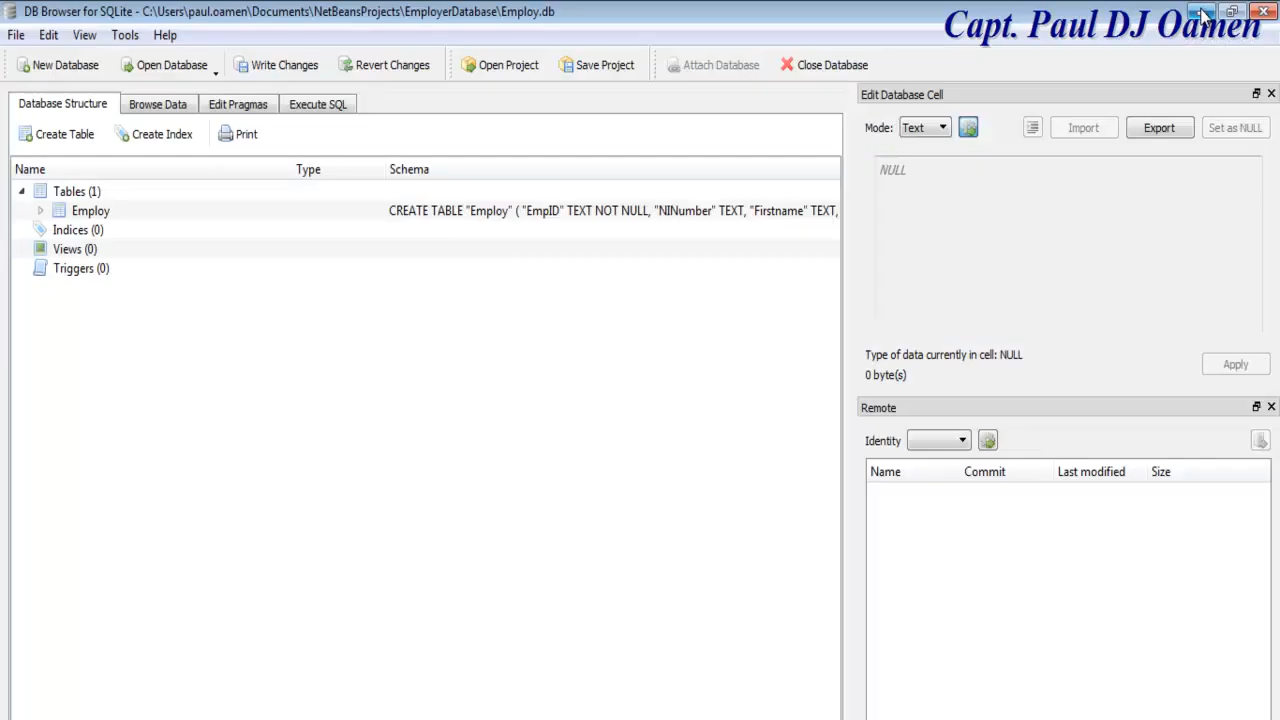 DB Browser for SQLite - C:\Users\paul.oamen\Documents\NetBeansProjects\EmployerDatabase\Employ.db
Capt. Paul DJ Oamen
File Edit View Tools Help
New Database Open Database Write Changes Revert Changes Open Project Save Project Attach Database Close Database
Database Structure Browse Data Edit Pragmas Execute SQL
Create Table Create Index Print
Name Type Schema
Tables (1)
Employ CREATE TABLE "Employ" ( "EmpID" TEXT NOT NULL, "NINumber" TEXT, "Firstname" TEXT,
Indices (0)
Views (0)
Triggers (0)
Edit Database Cell
Mode: Text Import Export Set as NULL
NULL
Type of data currently in cell: NULL
0 byte(s)
Apply
Remote
Identity
Name Commit Last modified Size